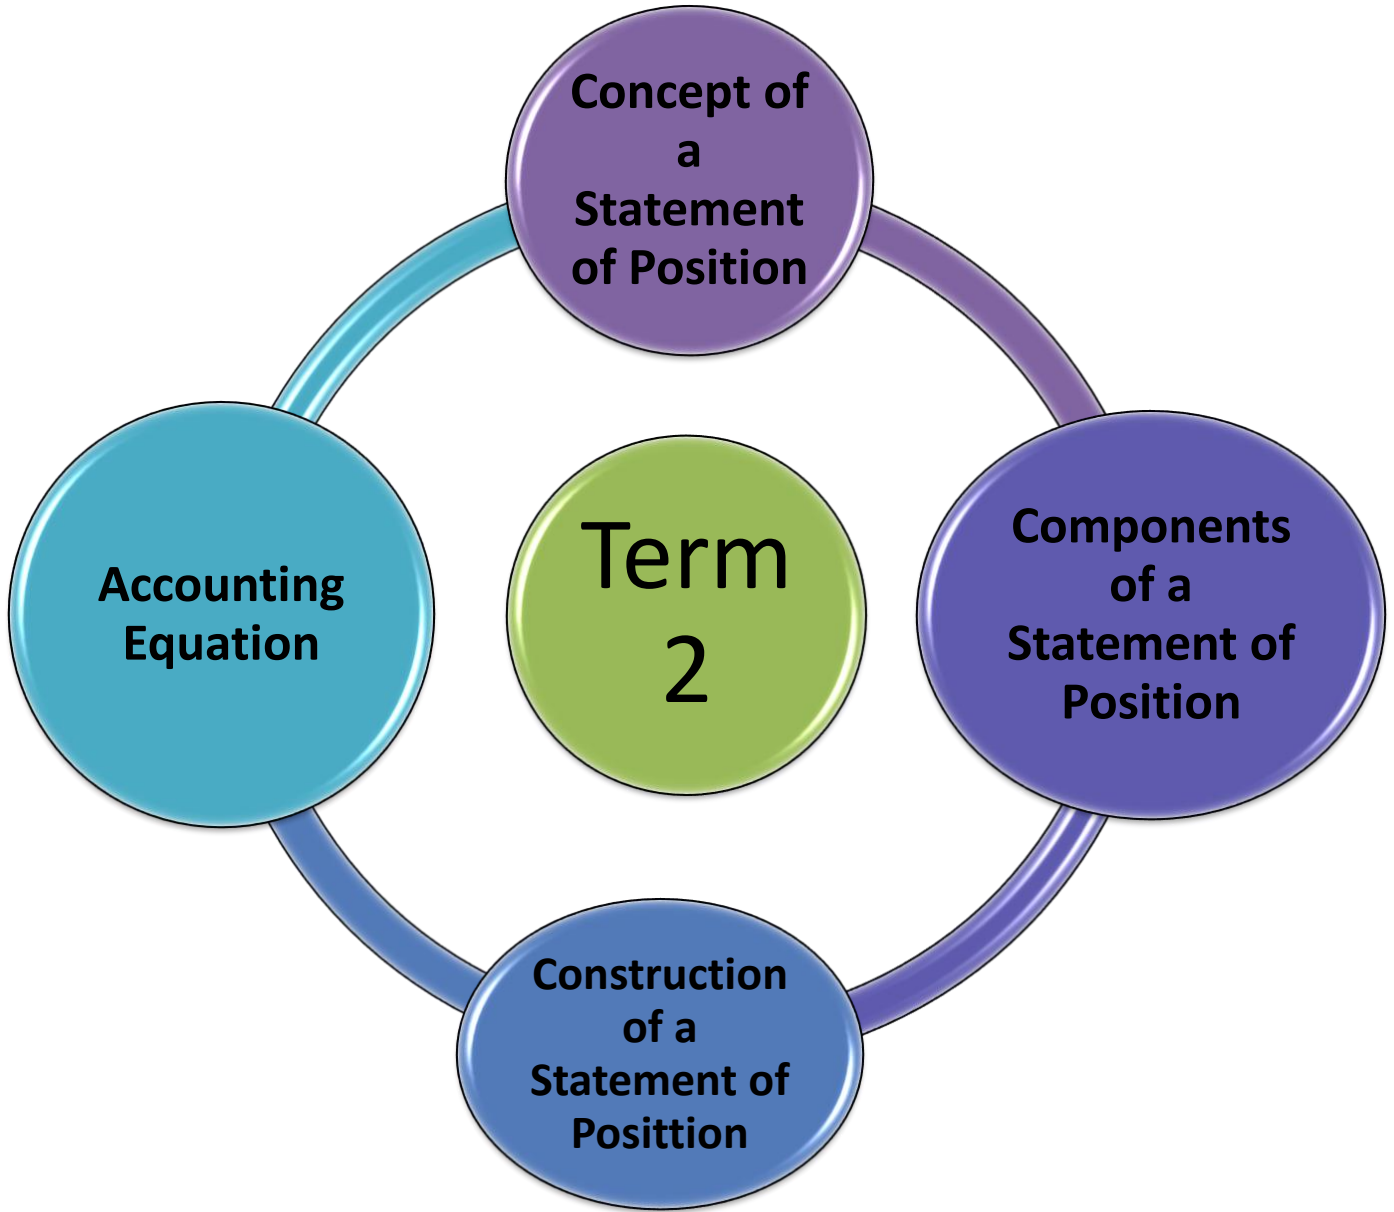 Concept of
a
Statement
of Position
Components
of a
Statement of
Position
Construction
of a
Statement of
Posittion
Accounting
Equation
Term
2